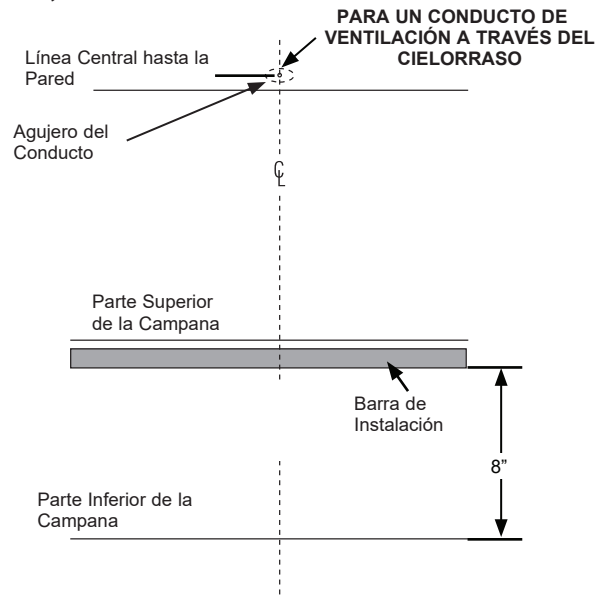 PARA UN CONDUCTO DE
VENTILACIÓN A TRAVÉS DEL
CIELORRASO
Línea Central hasta la
Pared
Agujero del
Conducto
℄
Parte Superior
de la Campana
Barra de
Instalación
8”
Parte Inferior de la
Campana